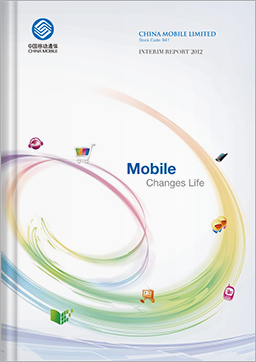 中国移动通信
CHINA MOBILE
CHINA MOBILE LIMITED
Stock Code: 941
INTERIM REPORT 2012
Mobile
Changes Life